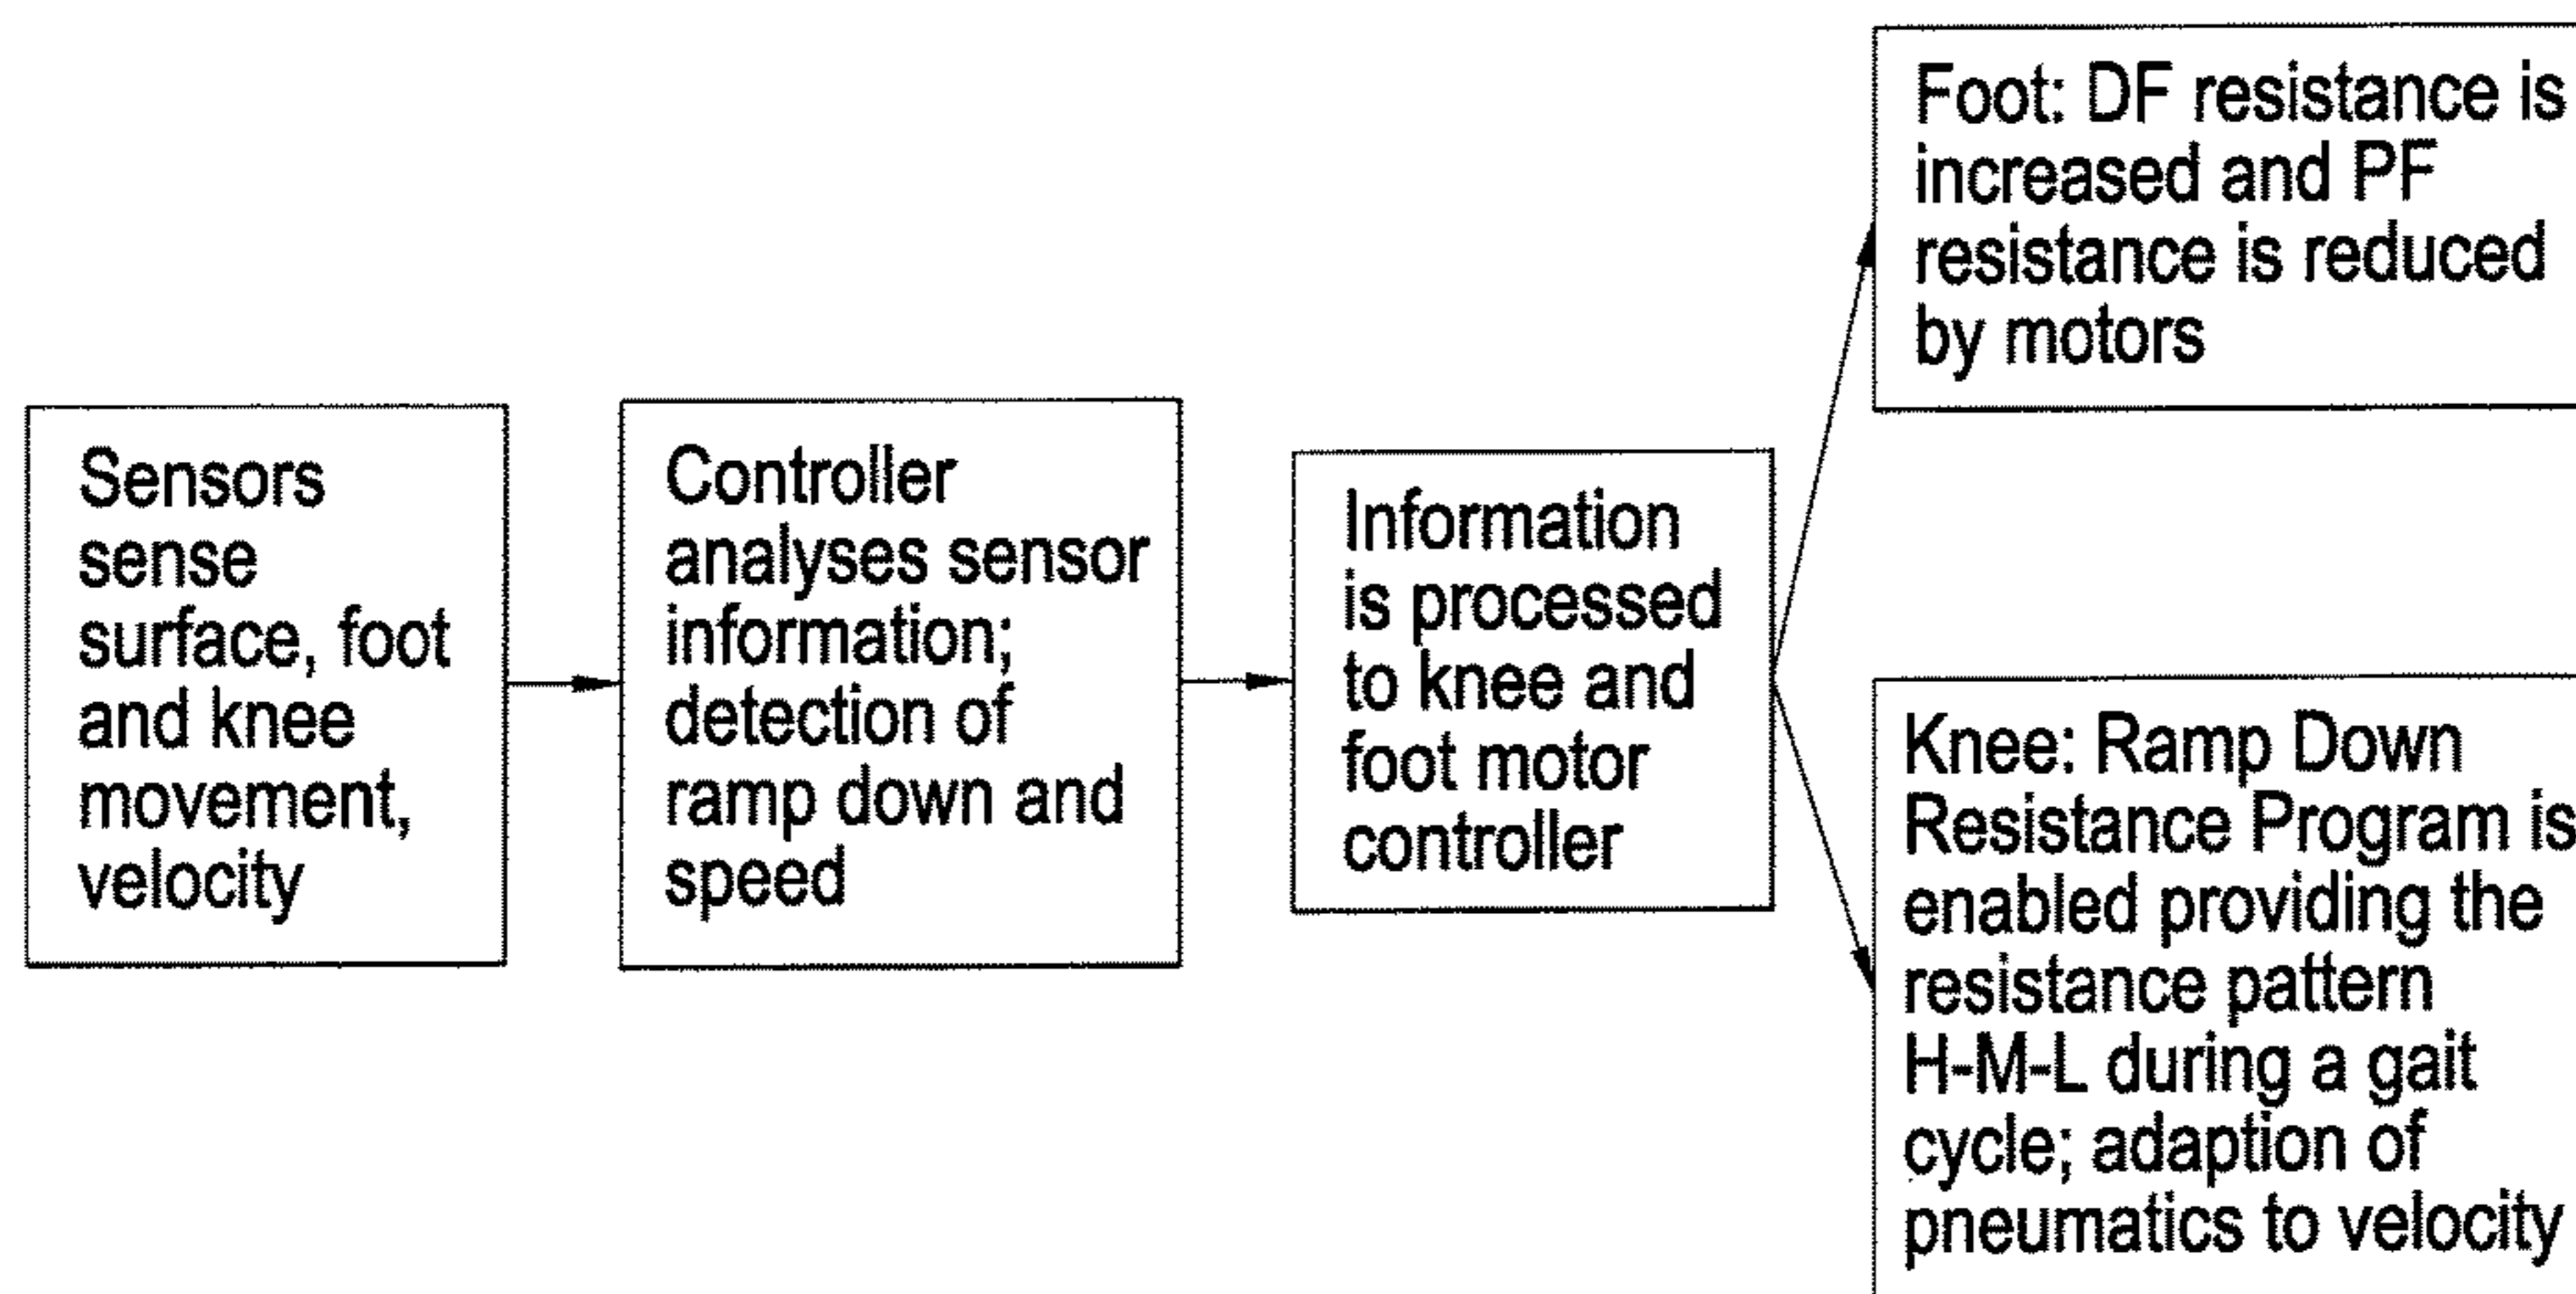 Sensors
sense
surface, foot
and knee
movement,
velocity
Controller
analyses sensor
information;
detection of
ramp down and
speed
Information
is processed
to knee and
foot motor
controller
Foot: DF resistance is
increased and PF
resistance is reduced
by motors
Knee: Ramp Down
Resistance Program is
enabled providing the
resistance pattern
H-M-L during a gait
cycle; adaption of
pneumatics to velocity